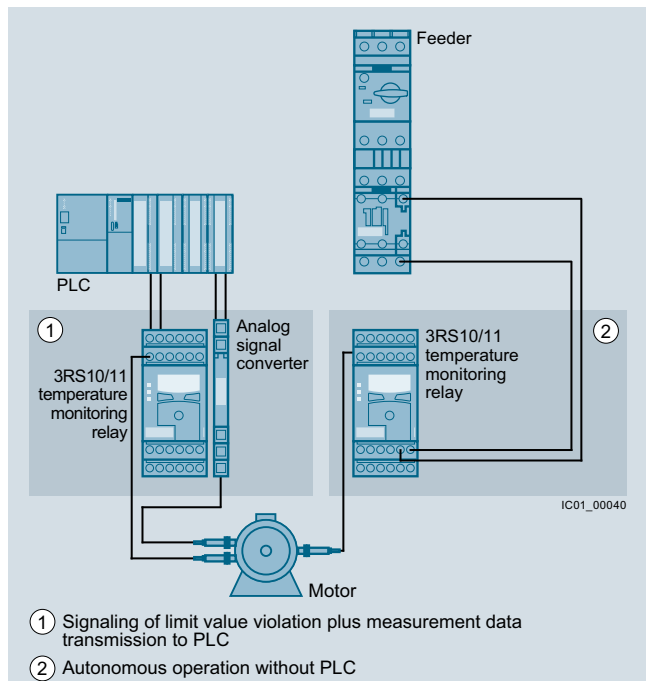 Feeder
PLC
1
3RS10/11
temperature
monitoring
relay
Analog
signal
converter
3RS10/11
temperature
monitoring
relay
2
IC01_00040
Motor
1 Signaling of limit value violation plus measurement data
transmission to PLC
2 Autonomous operation without PLC